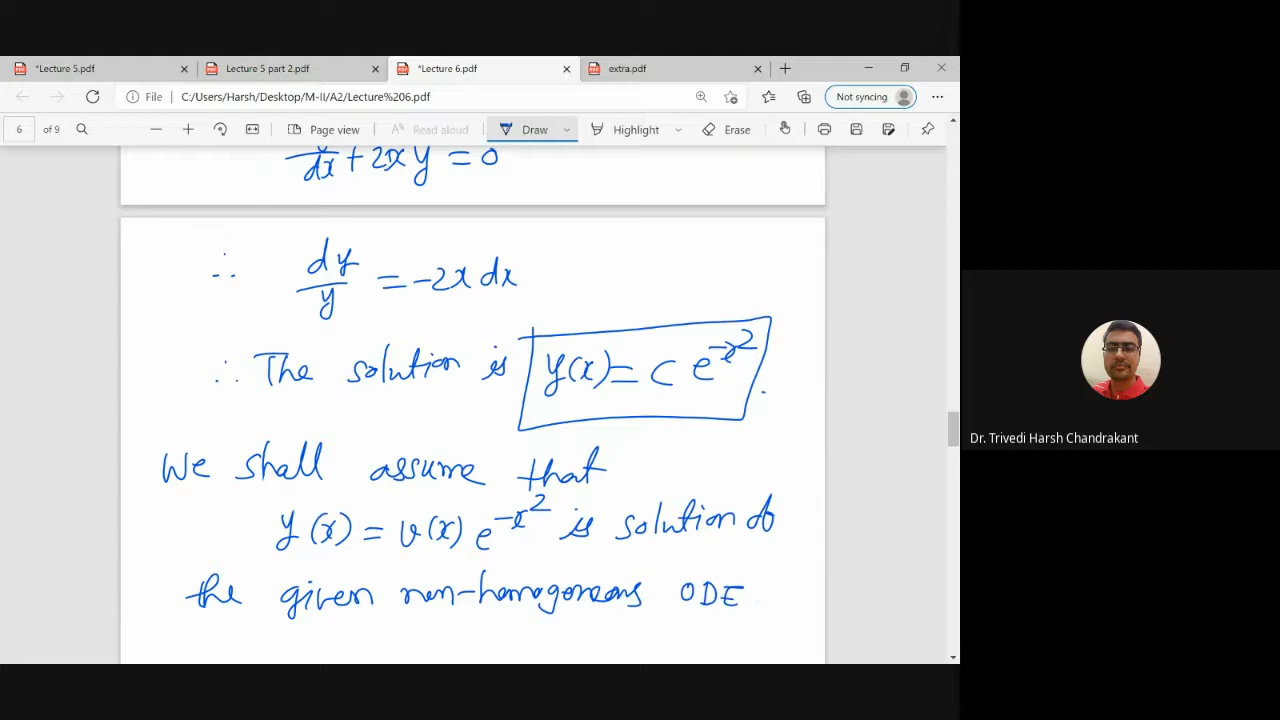 *Lecture 5.pdf Lecture 5 part 2.pdf *Lecture 6.pdf extra.pdf
File C:/Users/Harsh/Desktop/M-II/A2/Lecture%206.pdf Not syncing
6 of 9 Page view Read aloud Draw Highlight Erase
y/dx + 2xy = 0
∴ dy/y = -2x dx
∴ The solution is y(x) = C e^{-x^2}.
We shall assume that
y(x) = v(x) e^{-x^2} is solution to
the given non-homogoneous ODE
Dr. Trivedi Harsh Chandrakant